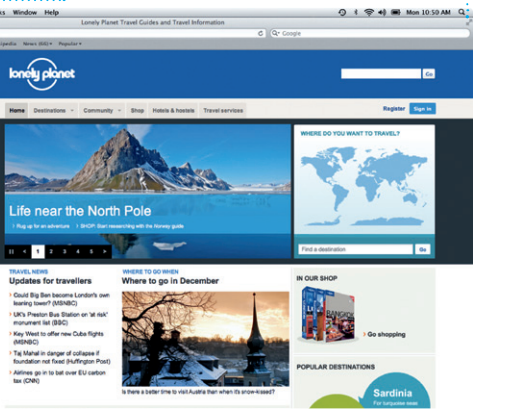 ks Window Help
Mon 10:50 AM
Lonely Planet Travel Guides and Travel Information
Google
News (66) Popular
lonely planet
Go
Home Destinations Community Shop Hotels & hostels Travel services
Register Sign in
WHERE DO YOU WANT TO TRAVEL?
Life near the North Pole
Rug up for an adventure SHOP: Start researching with the Norway guide
1 2 3 4 5
Find a destination Go
TRAVEL NEWS
Updates for travellers
Could Big Ben become London's own
leaning tower? (MSNBC)
UK's Preston Bus Station on 'at risk'
monument list (BBC)
Key West to offer new Cuba flights
(MSNBC)
Taj Mahal in danger of collapse if
foundation not fixed (Huffington Post)
Airlines go in to bat over EU carbon
tax (CNN)
WHERE TO GO WHEN
Where to go in December
Is there a better time to visit Austria than when it's snow-kissed?
IN OUR SHOP
BANGKOK
Go shopping
POPULAR DESTINATIONS
Sardinia
For turquoise seas